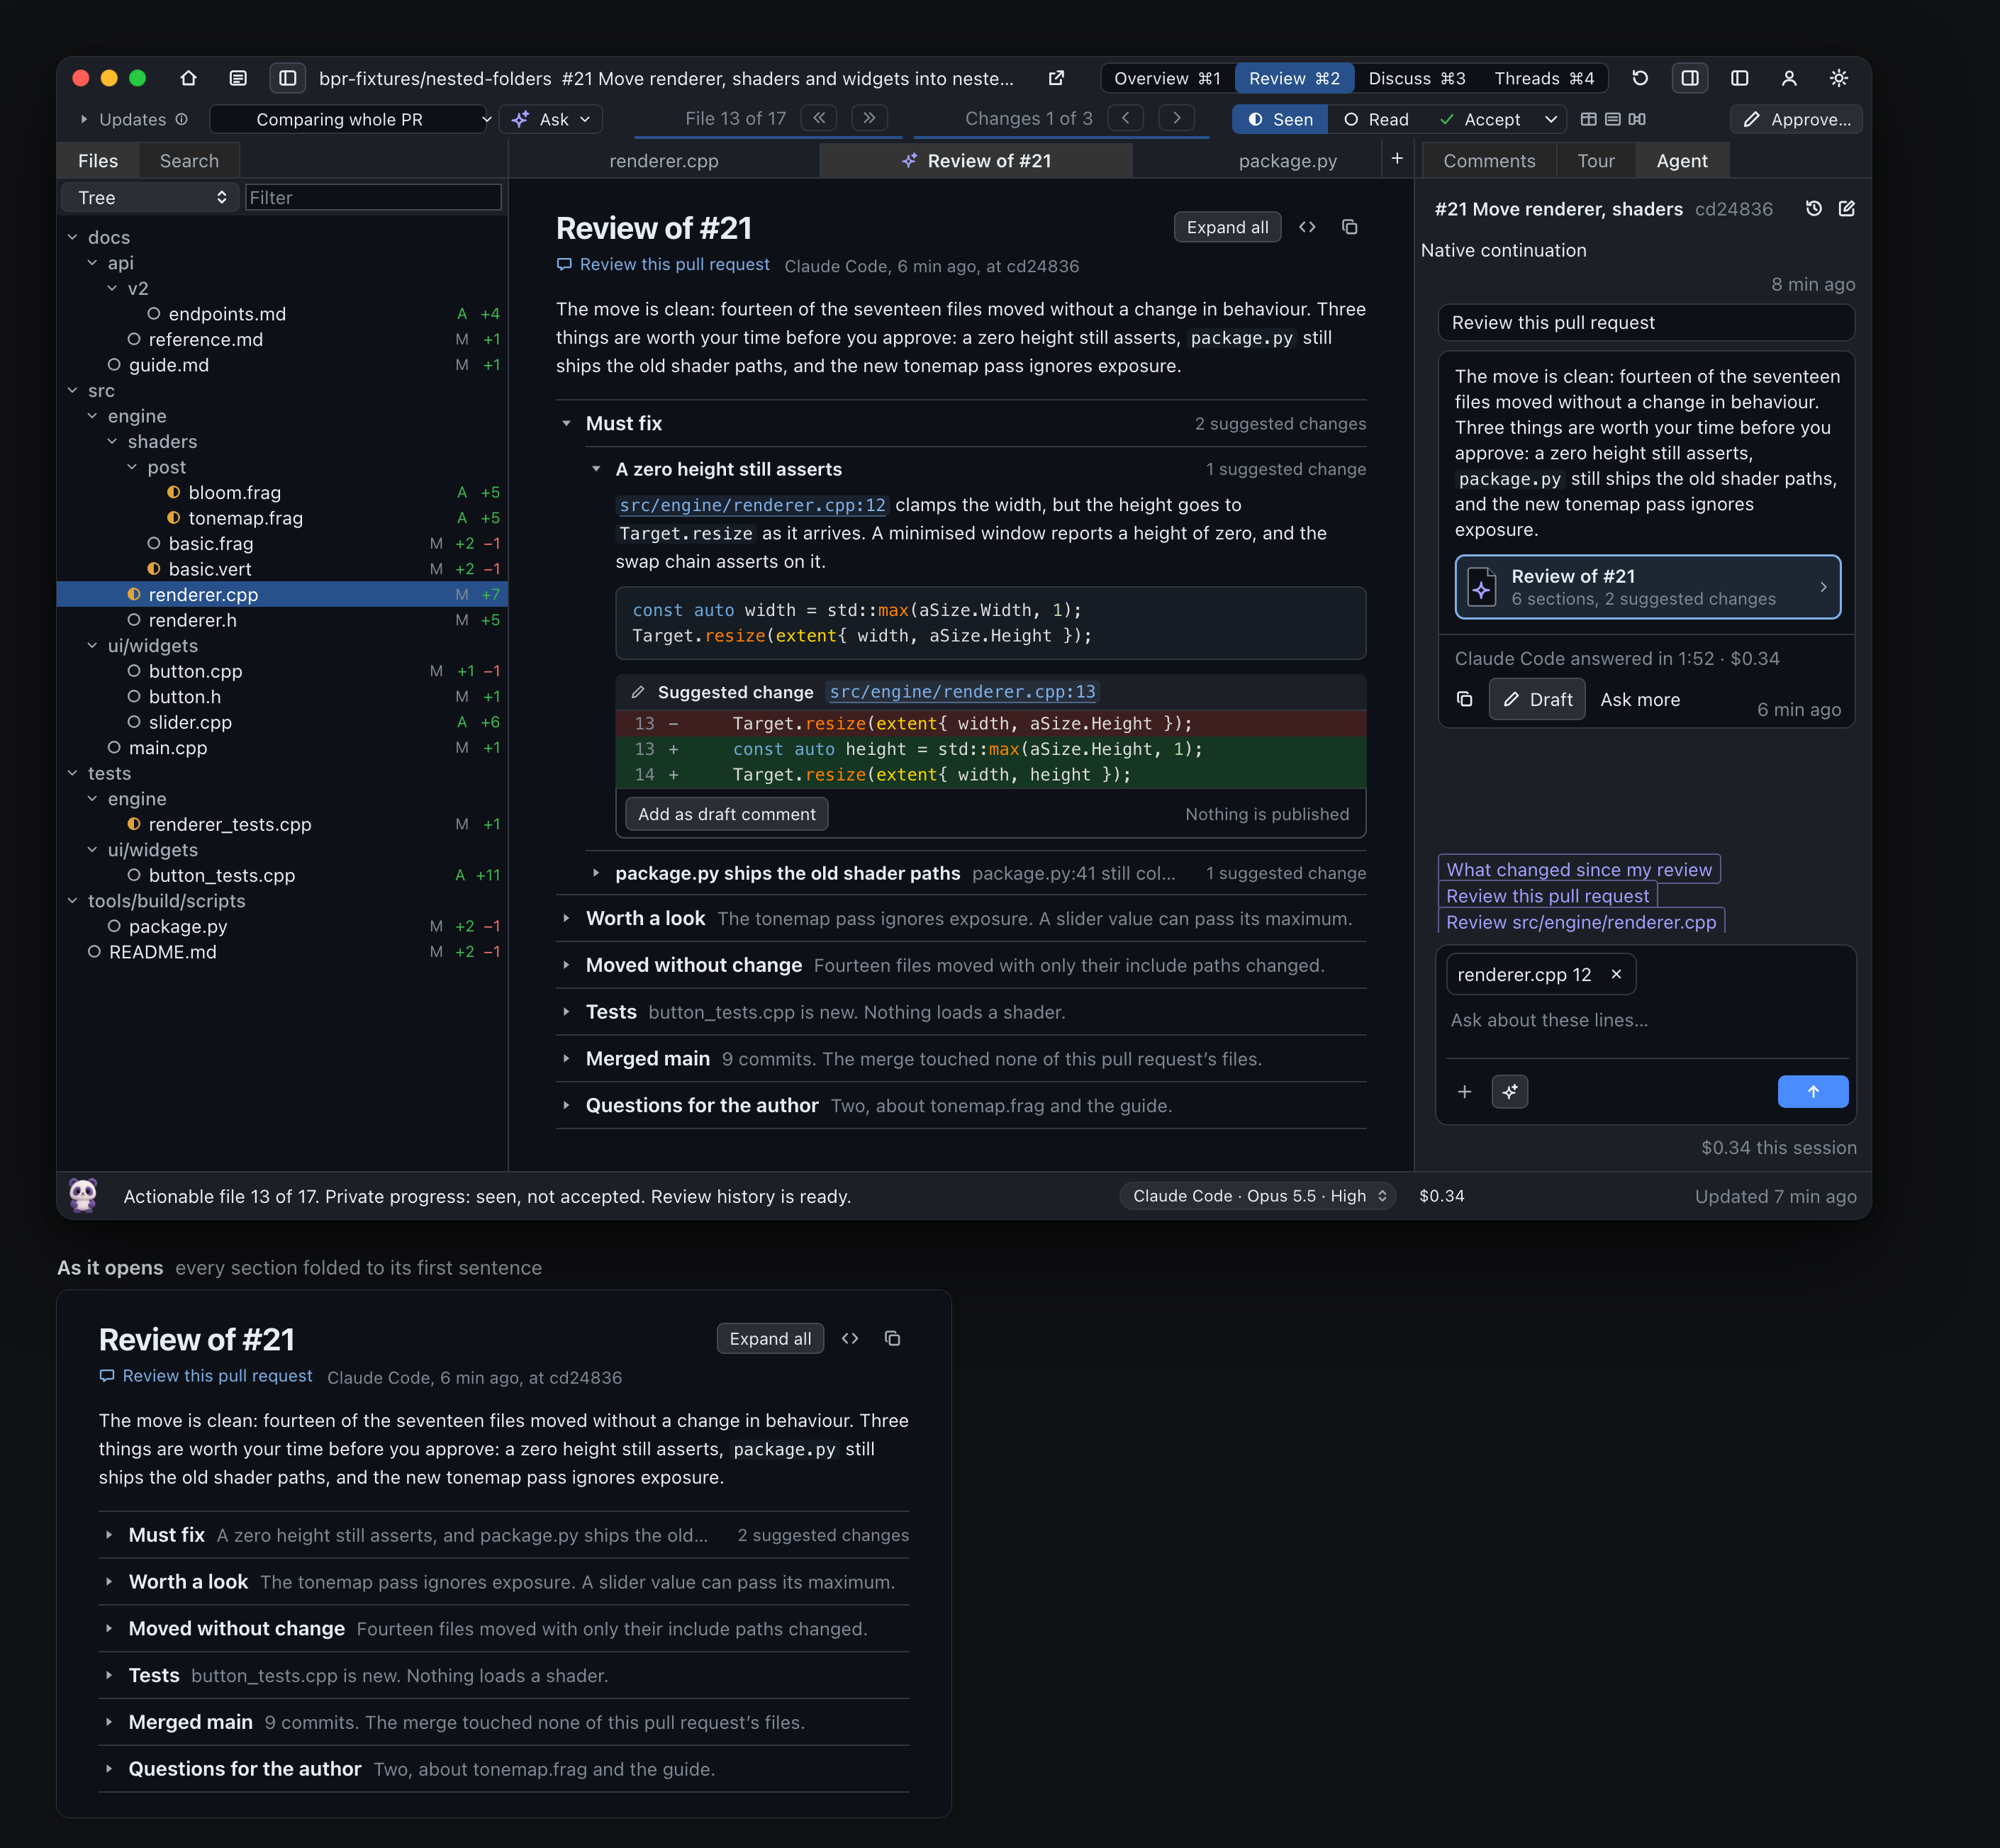 bpr-fixtures/nested-folders #21 Move renderer, shaders and widgets into neste...
Overview ⌘1 Review ⌘2 Discuss ⌘3 Threads ⌘4
Updates
Comparing whole PR
Ask
File 13 of 17
Changes 1 of 3
Seen Read Accept
Approve...
Files Search
renderer.cpp
Review of #21
package.py
+
Comments Tour Agent
Tree
Filter
docs
api
v2
endpoints.md A +4
reference.md M +1
guide.md M +1
src
engine
shaders
post
bloom.frag A +5
tonemap.frag A +5
basic.frag M +2 −1
basic.vert M +2 −1
renderer.cpp M +7
renderer.h M +5
ui/widgets
button.cpp M +1 −1
button.h M +1
slider.cpp A +6
main.cpp M +1
tests
engine
renderer_tests.cpp M +1
ui/widgets
button_tests.cpp A +11
tools/build/scripts
package.py M +2 −1
README.md M +2 −1
Review of #21
Expand all
Review this pull request Claude Code, 6 min ago, at cd24836
The move is clean: fourteen of the seventeen files moved without a change in behaviour. Three
things are worth your time before you approve: a zero height still asserts, package.py still
ships the old shader paths, and the new tonemap pass ignores exposure.
Must fix 2 suggested changes
A zero height still asserts 1 suggested change
src/engine/renderer.cpp:12 clamps the width, but the height goes to
Target.resize as it arrives. A minimised window reports a height of zero, and the
swap chain asserts on it.
const auto width = std::max(aSize.Width, 1);
Target.resize(extent{ width, aSize.Height });
Suggested change src/engine/renderer.cpp:13
13 − Target.resize(extent{ width, aSize.Height });
13 + const auto height = std::max(aSize.Height, 1);
14 + Target.resize(extent{ width, height });
Add as draft comment Nothing is published
package.py ships the old shader paths package.py:41 still col... 1 suggested change
Worth a look The tonemap pass ignores exposure. A slider value can pass its maximum.
Moved without change Fourteen files moved with only their include paths changed.
Tests button_tests.cpp is new. Nothing loads a shader.
Merged main 9 commits. The merge touched none of this pull request’s files.
Questions for the author Two, about tonemap.frag and the guide.
#21 Move renderer, shaders cd24836
Native continuation
8 min ago
Review this pull request
The move is clean: fourteen of the seventeen
files moved without a change in behaviour.
Three things are worth your time before you
approve: a zero height still asserts,
package.py still ships the old shader paths,
and the new tonemap pass ignores
exposure.
Review of #21
6 sections, 2 suggested changes
Claude Code answered in 1:52 · $0.34
Draft Ask more 6 min ago
What changed since my review
Review this pull request
Review src/engine/renderer.cpp
renderer.cpp 12 ×
Ask about these lines...
$0.34 this session
Actionable file 13 of 17. Private progress: seen, not accepted. Review history is ready.
Claude Code · Opus 5.5 · High
$0.34
Updated 7 min ago
As it opens every section folded to its first sentence
Review of #21
Expand all
Review this pull request Claude Code, 6 min ago, at cd24836
The move is clean: fourteen of the seventeen files moved without a change in behaviour. Three
things are worth your time before you approve: a zero height still asserts, package.py still
ships the old shader paths, and the new tonemap pass ignores exposure.
Must fix A zero height still asserts, and package.py ships the old... 2 suggested changes
Worth a look The tonemap pass ignores exposure. A slider value can pass its maximum.
Moved without change Fourteen files moved with only their include paths changed.
Tests button_tests.cpp is new. Nothing loads a shader.
Merged main 9 commits. The merge touched none of this pull request’s files.
Questions for the author Two, about tonemap.frag and the guide.